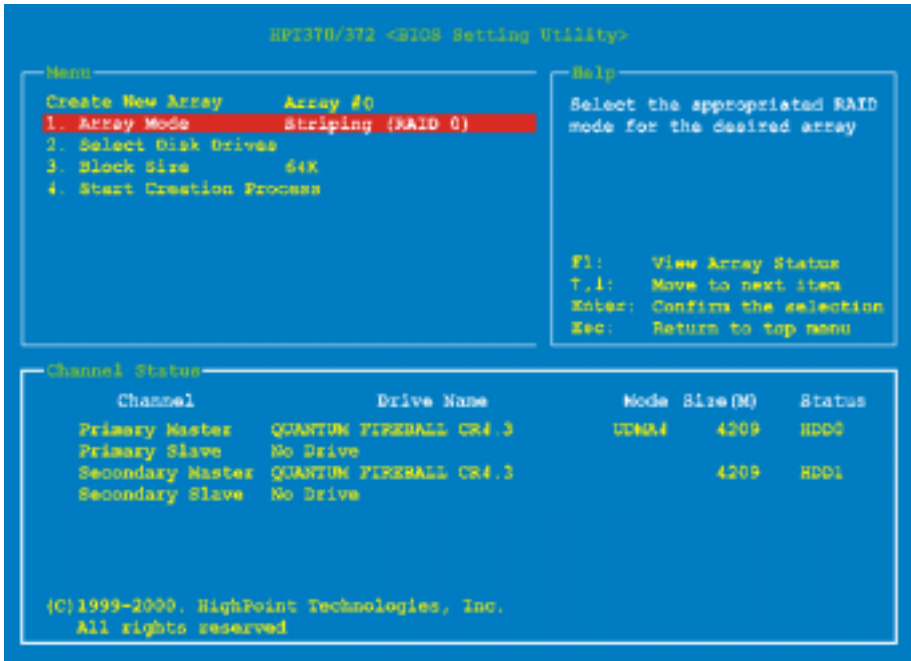 HPT370/372 <BIOS Setting Utility>
Menu
Create New Array Array #0
1. Array Mode Striping (RAID 0)
2. Select Disk Drives
3. Block Size 64K
4. Start Creation Process
Help
Select the appropriated RAID
mode for the desired array
F1: View Array Status
↑,↓: Move to next item
Enter: Confirm the selection
Esc: Return to top menu
Channel Status
Channel Drive Name Mode Size(M) Status
Primary Master QUANTUM FIREBALL CR4.3 UDMA4 4209 HDD0
Primary Slave No Drive
Secondary Master QUANTUM FIREBALL CR4.3 4209 HDD1
Secondary Slave No Drive
(C)1999-2000. HighPoint Technologies, Inc.
All rights reserved